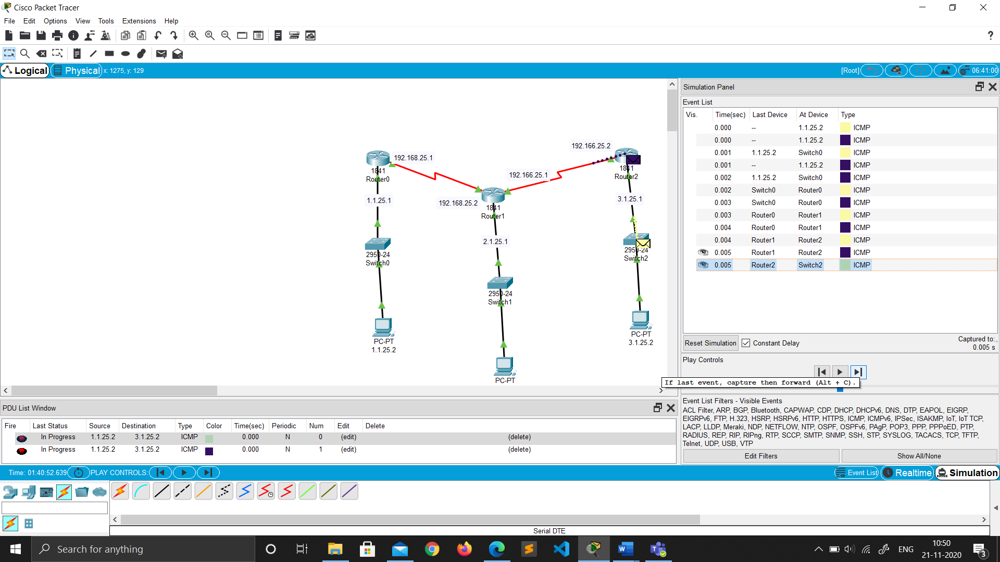 Cisco Packet Tracer
File Edit Options View Tools Extensions Help
Logical Physical x: 1275, y: 129 [Root] 06:41:00
192.166.25.2
192.168.25.1
1841
Router0
1841
Router2
192.166.25.1
1.1.25.1
3.1.25.1
192.168.25.2
1841
Router1
2.1.25.1
2950-24
Switch0
2950-24
Switch2
2950-24
Switch1
PC-PT
1.1.25.2
PC-PT
3.1.25.2
PC-PT
Simulation Panel
Event List
Vis. Time(sec) Last Device At Device Type
0.000 -- 1.1.25.2 ICMP
0.000 -- 1.1.25.2 ICMP
0.001 1.1.25.2 Switch0 ICMP
0.001 -- 1.1.25.2 ICMP
0.002 1.1.25.2 Switch0 ICMP
0.002 Switch0 Router0 ICMP
0.003 Switch0 Router0 ICMP
0.003 Router0 Router1 ICMP
0.004 Router0 Router1 ICMP
0.004 Router1 Router2 ICMP
0.005 Router1 Router2 ICMP
0.005 Router2 Switch2 ICMP
Reset Simulation Constant Delay Captured to:
0.005 s
Play Controls
If last event, capture then forward (Alt + C).
Event List Filters - Visible Events
ACL Filter, ARP, BGP, Bluetooth, CAPWAP, CDP, DHCP, DHCPv6, DNS, DTP, EAPOL, EIGRP,
EIGRPv6, FTP, H.323, HSRP, HSRPv6, HTTP, HTTPS, ICMP, ICMPv6, IPSec, ISAKMP, IoT, IoT TCP,
LACP, LLDP, Meraki, NDP, NETFLOW, NTP, OSPF, OSPFv6, PAgP, POP3, PPP, PPPoED, PTP,
RADIUS, REP, RIP, RIPng, RTP, SCCP, SMTP, SNMP, SSH, STP, SYSLOG, TACACS, TCP, TFTP,
Telnet, UDP, USB, VTP
Edit Filters Show All/None
PDU List Window
Fire Last Status Source Destination Type Color Time(sec) Periodic Num Edit Delete
In Progress 1.1.25.2 3.1.25.2 ICMP 0.000 N 0 (edit) (delete)
In Progress 1.1.25.2 3.1.25.2 ICMP 0.000 N 1 (edit) (delete)
Time: 01:40:52.639 PLAY CONTROLS: Event List Realtime Simulation
Serial DTE
Search for anything
ENG
10:50
21-11-2020
3